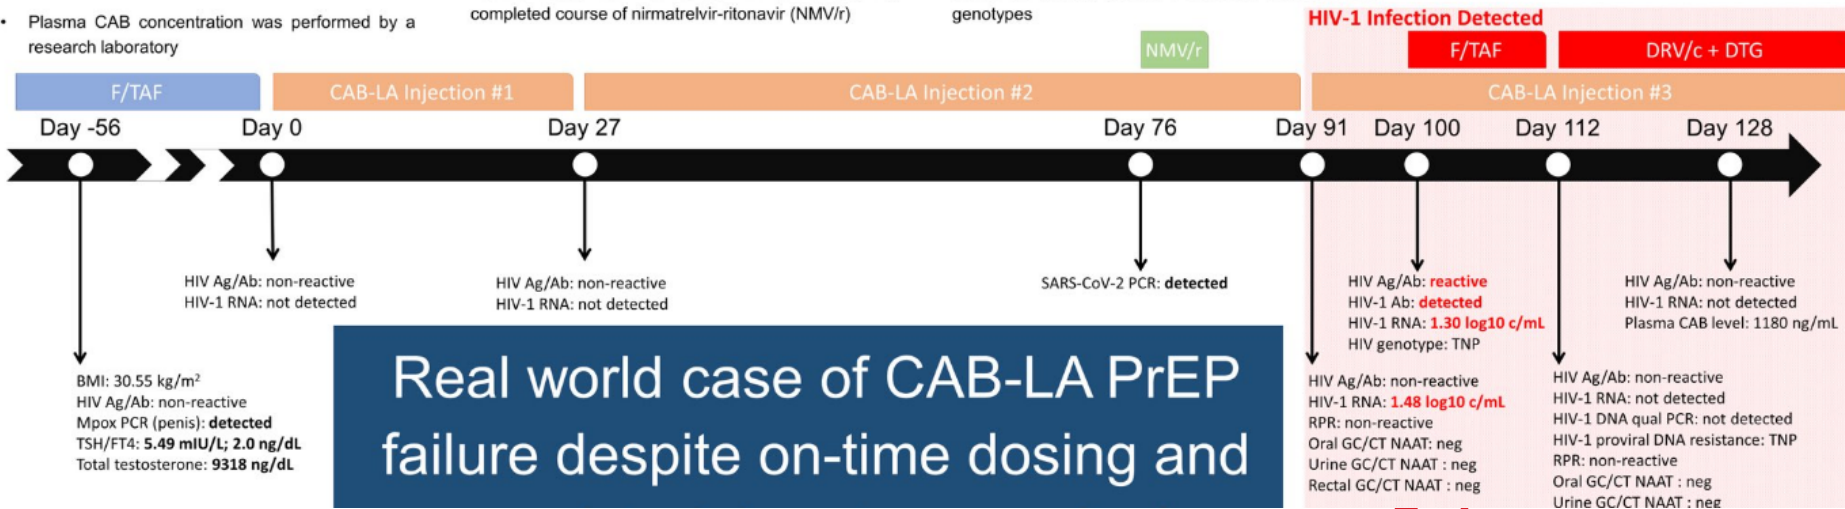 • Plasma CAB concentration was performed by a
research laboratory
completed course of nirmatrelvir-ritonavir (NMV/r)
genotypes
HIV-1 Infection Detected
NMV/r
F/TAF
DRV/c + DTG
F/TAF
CAB-LA Injection #1
CAB-LA Injection #2
CAB-LA Injection #3
Day -56
Day 0
Day 27
Day 76
Day 91
Day 100
Day 112
Day 128
BMI: 30.55 kg/m²
HIV Ag/Ab: non-reactive
Mpox PCR (penis): detected
TSH/FT4: 5.49 mIU/L; 2.0 ng/dL
Total testosterone: 9318 ng/dL
HIV Ag/Ab: non-reactive
HIV-1 RNA: not detected
HIV Ag/Ab: non-reactive
HIV-1 RNA: not detected
SARS-CoV-2 PCR: detected
HIV Ag/Ab: non-reactive
HIV-1 RNA: 1.48 log10 c/mL
RPR: non-reactive
Oral GC/CT NAAT: neg
Urine GC/CT NAAT : neg
Rectal GC/CT NAAT : neg
HIV Ag/Ab: reactive
HIV-1 Ab: detected
HIV-1 RNA: 1.30 log10 c/mL
HIV genotype: TNP
HIV Ag/Ab: non-reactive
HIV-1 RNA: not detected
HIV-1 DNA qual PCR: not detected
HIV-1 proviral DNA resistance: TNP
RPR: non-reactive
Oral GC/CT NAAT : neg
Urine GC/CT NAAT : neg
HIV Ag/Ab: non-reactive
HIV-1 RNA: not detected
Plasma CAB level: 1180 ng/mL
Real world case of CAB-LA PrEP
failure despite on-time dosing and